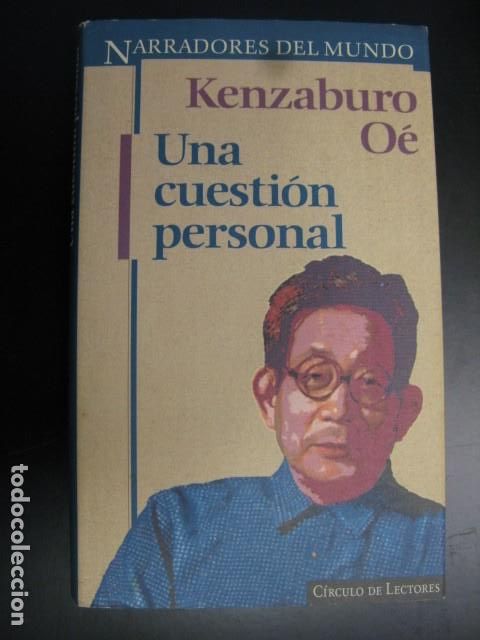 NARRADORES DEL MUNDO
Kenzaburo
Oé
Una
cuestión
personal
CÍRCULO DE LECTORES
todocoleccion